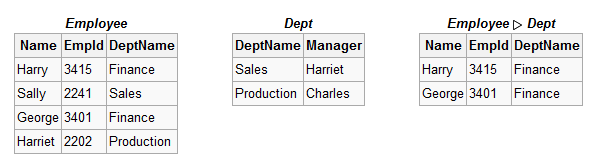 Employee
Name EmpId DeptName
Harry 3415 Finance
Sally 2241 Sales
George 3401 Finance
Harriet 2202 Production
Dept
DeptName Manager
Sales Harriet
Production Charles
Employee ▷ Dept
Name EmpId DeptName
Harry 3415 Finance
George 3401 Finance